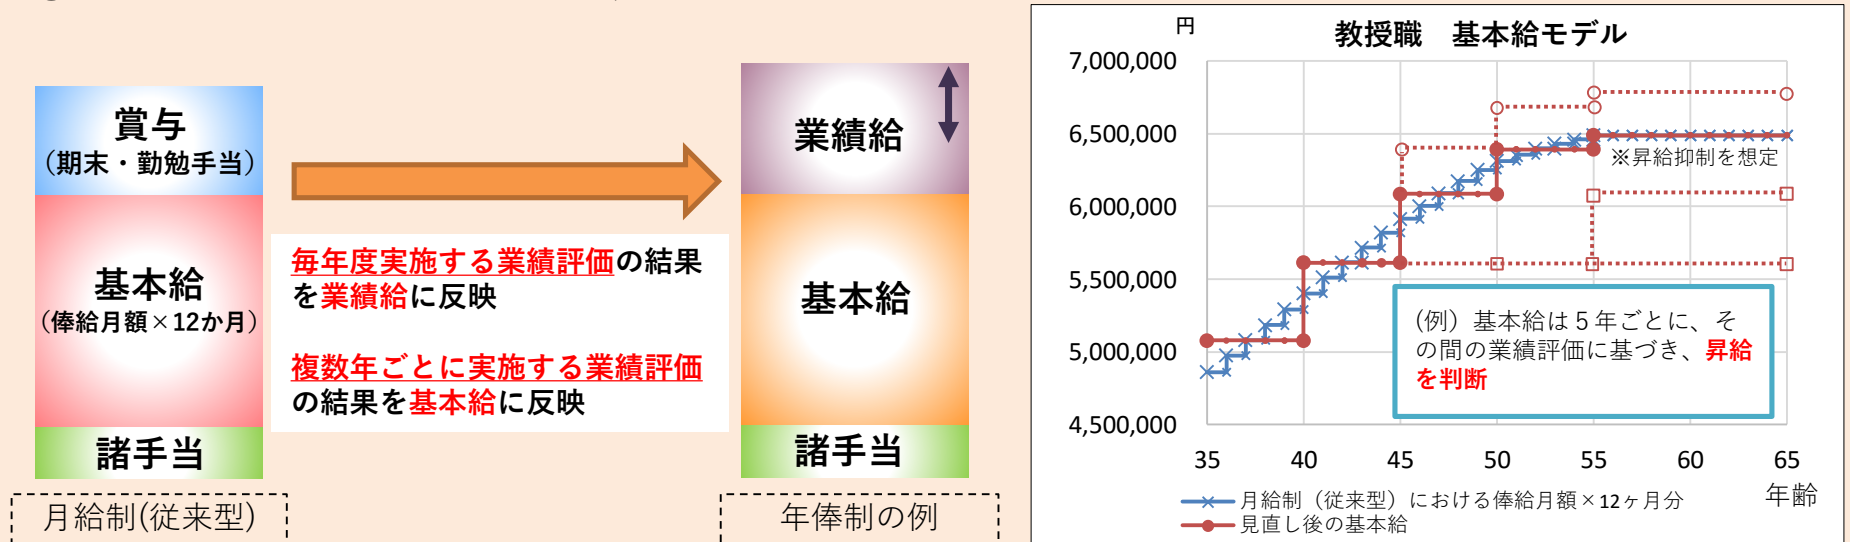 賞与
（期末・勤勉手当）
基本給
（俸給月額×12か月）
諸手当
月給制(従来型)
毎年度実施する業績評価の結果
を業績給に反映
複数年ごとに実施する業績評価
の結果を基本給に反映
業績給
基本給
諸手当
年俸制の例
円
教授職　基本給モデル
7,000,000
6,500,000
6,000,000
5,500,000
5,000,000
4,500,000
※昇給抑制を想定
(例）基本給は５年ごとに、そ
の間の業績評価に基づき、昇給
を判断
35 40 45 50 55 60 65
年齢
月給制（従来型）における俸給月額×12ヶ月分
見直し後の基本給